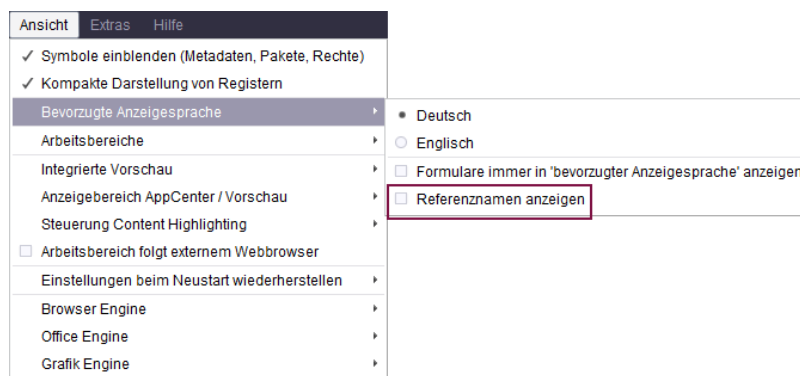 Ansicht Extras Hilfe
✓ Symbole einblenden (Metadaten, Pakete, Rechte)
✓ Kompakte Darstellung von Registern
Bevorzugte Anzeigesprache
Arbeitsbereiche
Integrierte Vorschau
Anzeigebereich AppCenter / Vorschau
Steuerung Content Highlighting
Arbeitsbereich folgt externem Webbrowser
Einstellungen beim Neustart wiederherstellen
Browser Engine
Office Engine
Grafik Engine
Deutsch
Englisch
Formulare immer in 'bevorzugter Anzeigesprache' anzeigen
Referenznamen anzeigen